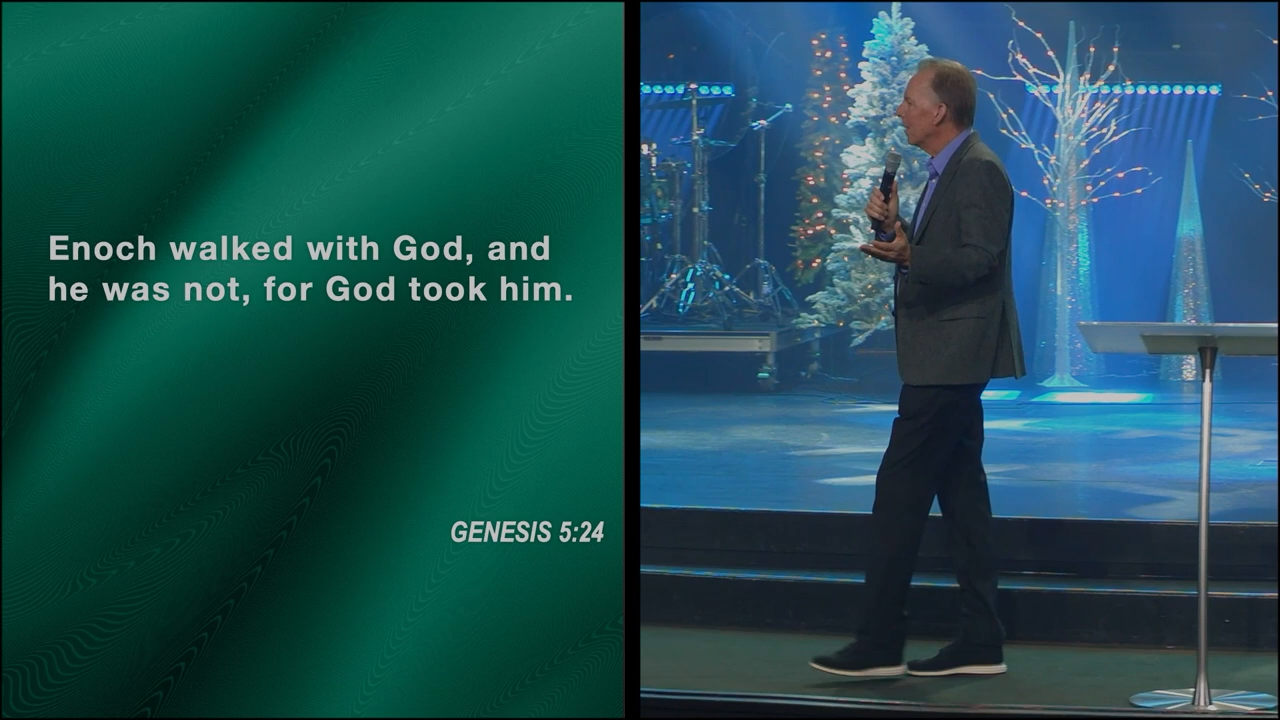 Enoch walked with God, and
he was not, for God took him.
GENESIS 5:24